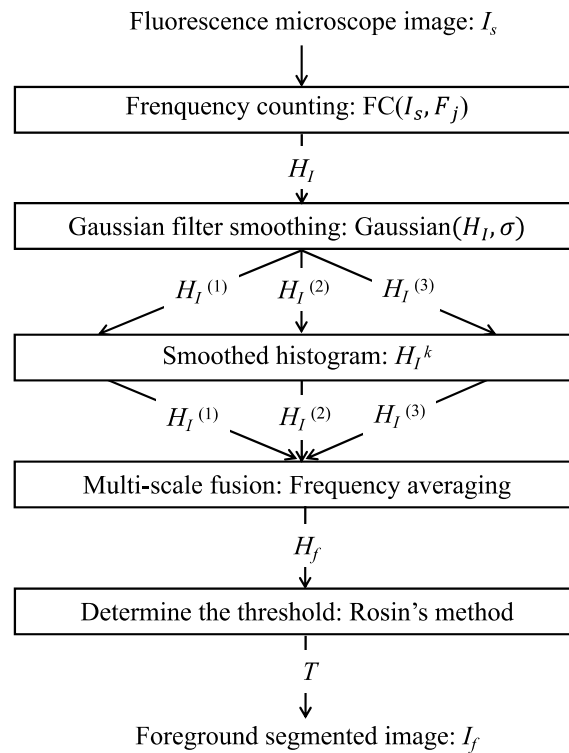 Fluorescence microscope image: I_s
Frenquency counting: FC(I_s, F_j)
H_I
Gaussian filter smoothing: Gaussian(H_I, σ)
H_I^(1) H_I^(2) H_I^(3)
Smoothed histogram: H_I^k
H_I^(1) H_I^(2) H_I^(3)
Multi-scale fusion: Frequency averaging
H_f
Determine the threshold: Rosin's method
T
Foreground segmented image: I_f